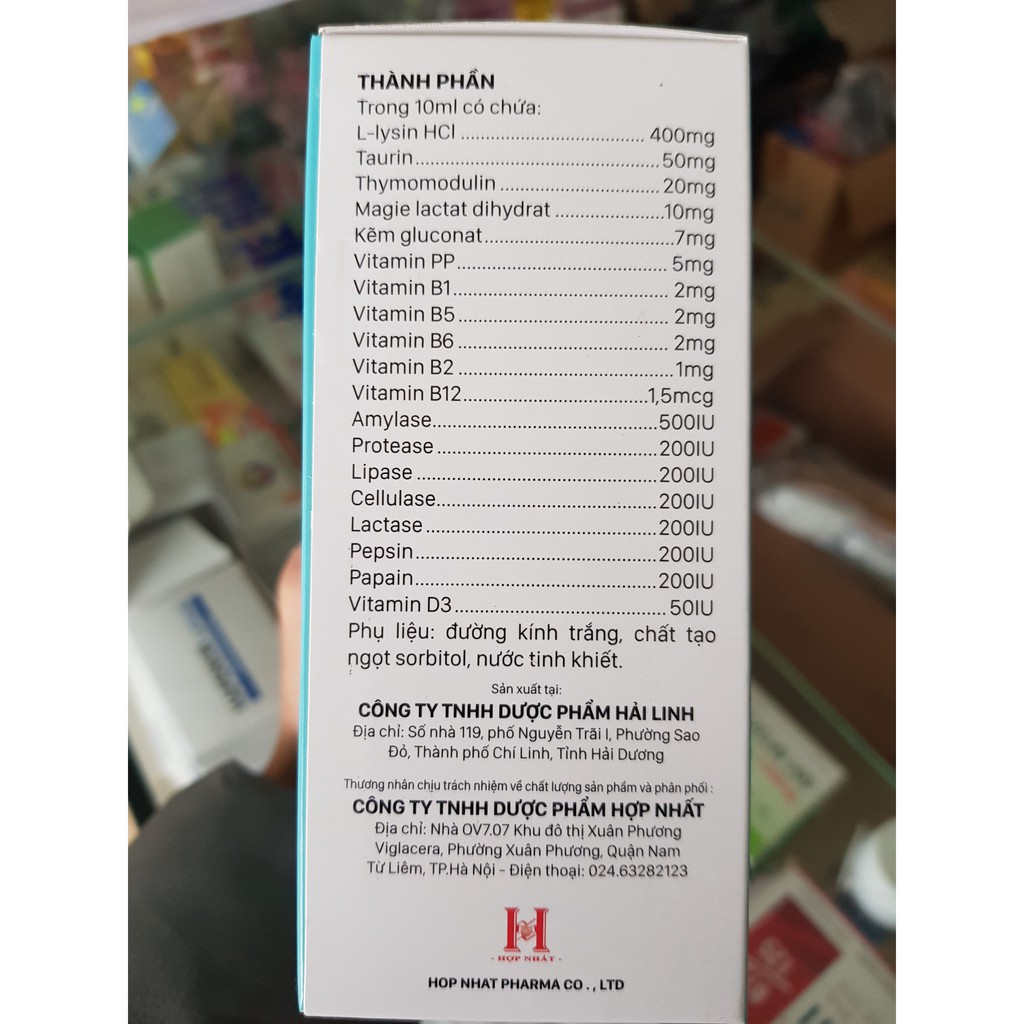 THÀNH PHẦN
Trong 10ml có chứa:
L-lysin HCl ........................................ 400mg
Taurin......................................................50mg
Thymomodulin ................................... 20mg
Magie lactat dihydrat ........................10mg
Kẽm gluconat..........................................7mg
Vitamin PP.............................................. 5mg
Vitamin B1............................................... 2mg
Vitamin B5.............................................. 2mg
Vitamin B6.............................................. 2mg
Vitamin B2................................................1mg
Vitamin B12.........................................1,5mcg
Amylase.................................................500IU
Protease ................................................200IU
Lipase .....................................................200IU
Cellulase................................................200IU
Lactase ..................................................200IU
Pepsin.....................................................200IU
Papain.....................................................200IU
Vitamin D3.............................................. 50IU
Phụ liệu: đường kính trắng, chất tạo
ngọt sorbitol, nước tinh khiết.
Sản xuất tại:
CÔNG TY TNHH DƯỢC PHẨM HẢI LINH
Địa chỉ: Số nhà 119, phố Nguyễn Trãi I, Phường Sao
Đỏ, Thành phố Chí Linh, Tỉnh Hải Dương
Thương nhân chịu trách nhiệm về chất lượng sản phẩm và phân phối :
CÔNG TY TNHH DƯỢC PHẨM HỢP NHẤT
Địa chỉ: Nhà OV7.07 Khu đô thị Xuân Phương
Viglacera, Phường Xuân Phương, Quận Nam
Từ Liêm, TP.Hà Nội - Điện thoại: 024.63282123
H
- HỢP NHẤT -
HOP NHAT PHARMA CO . , LTD